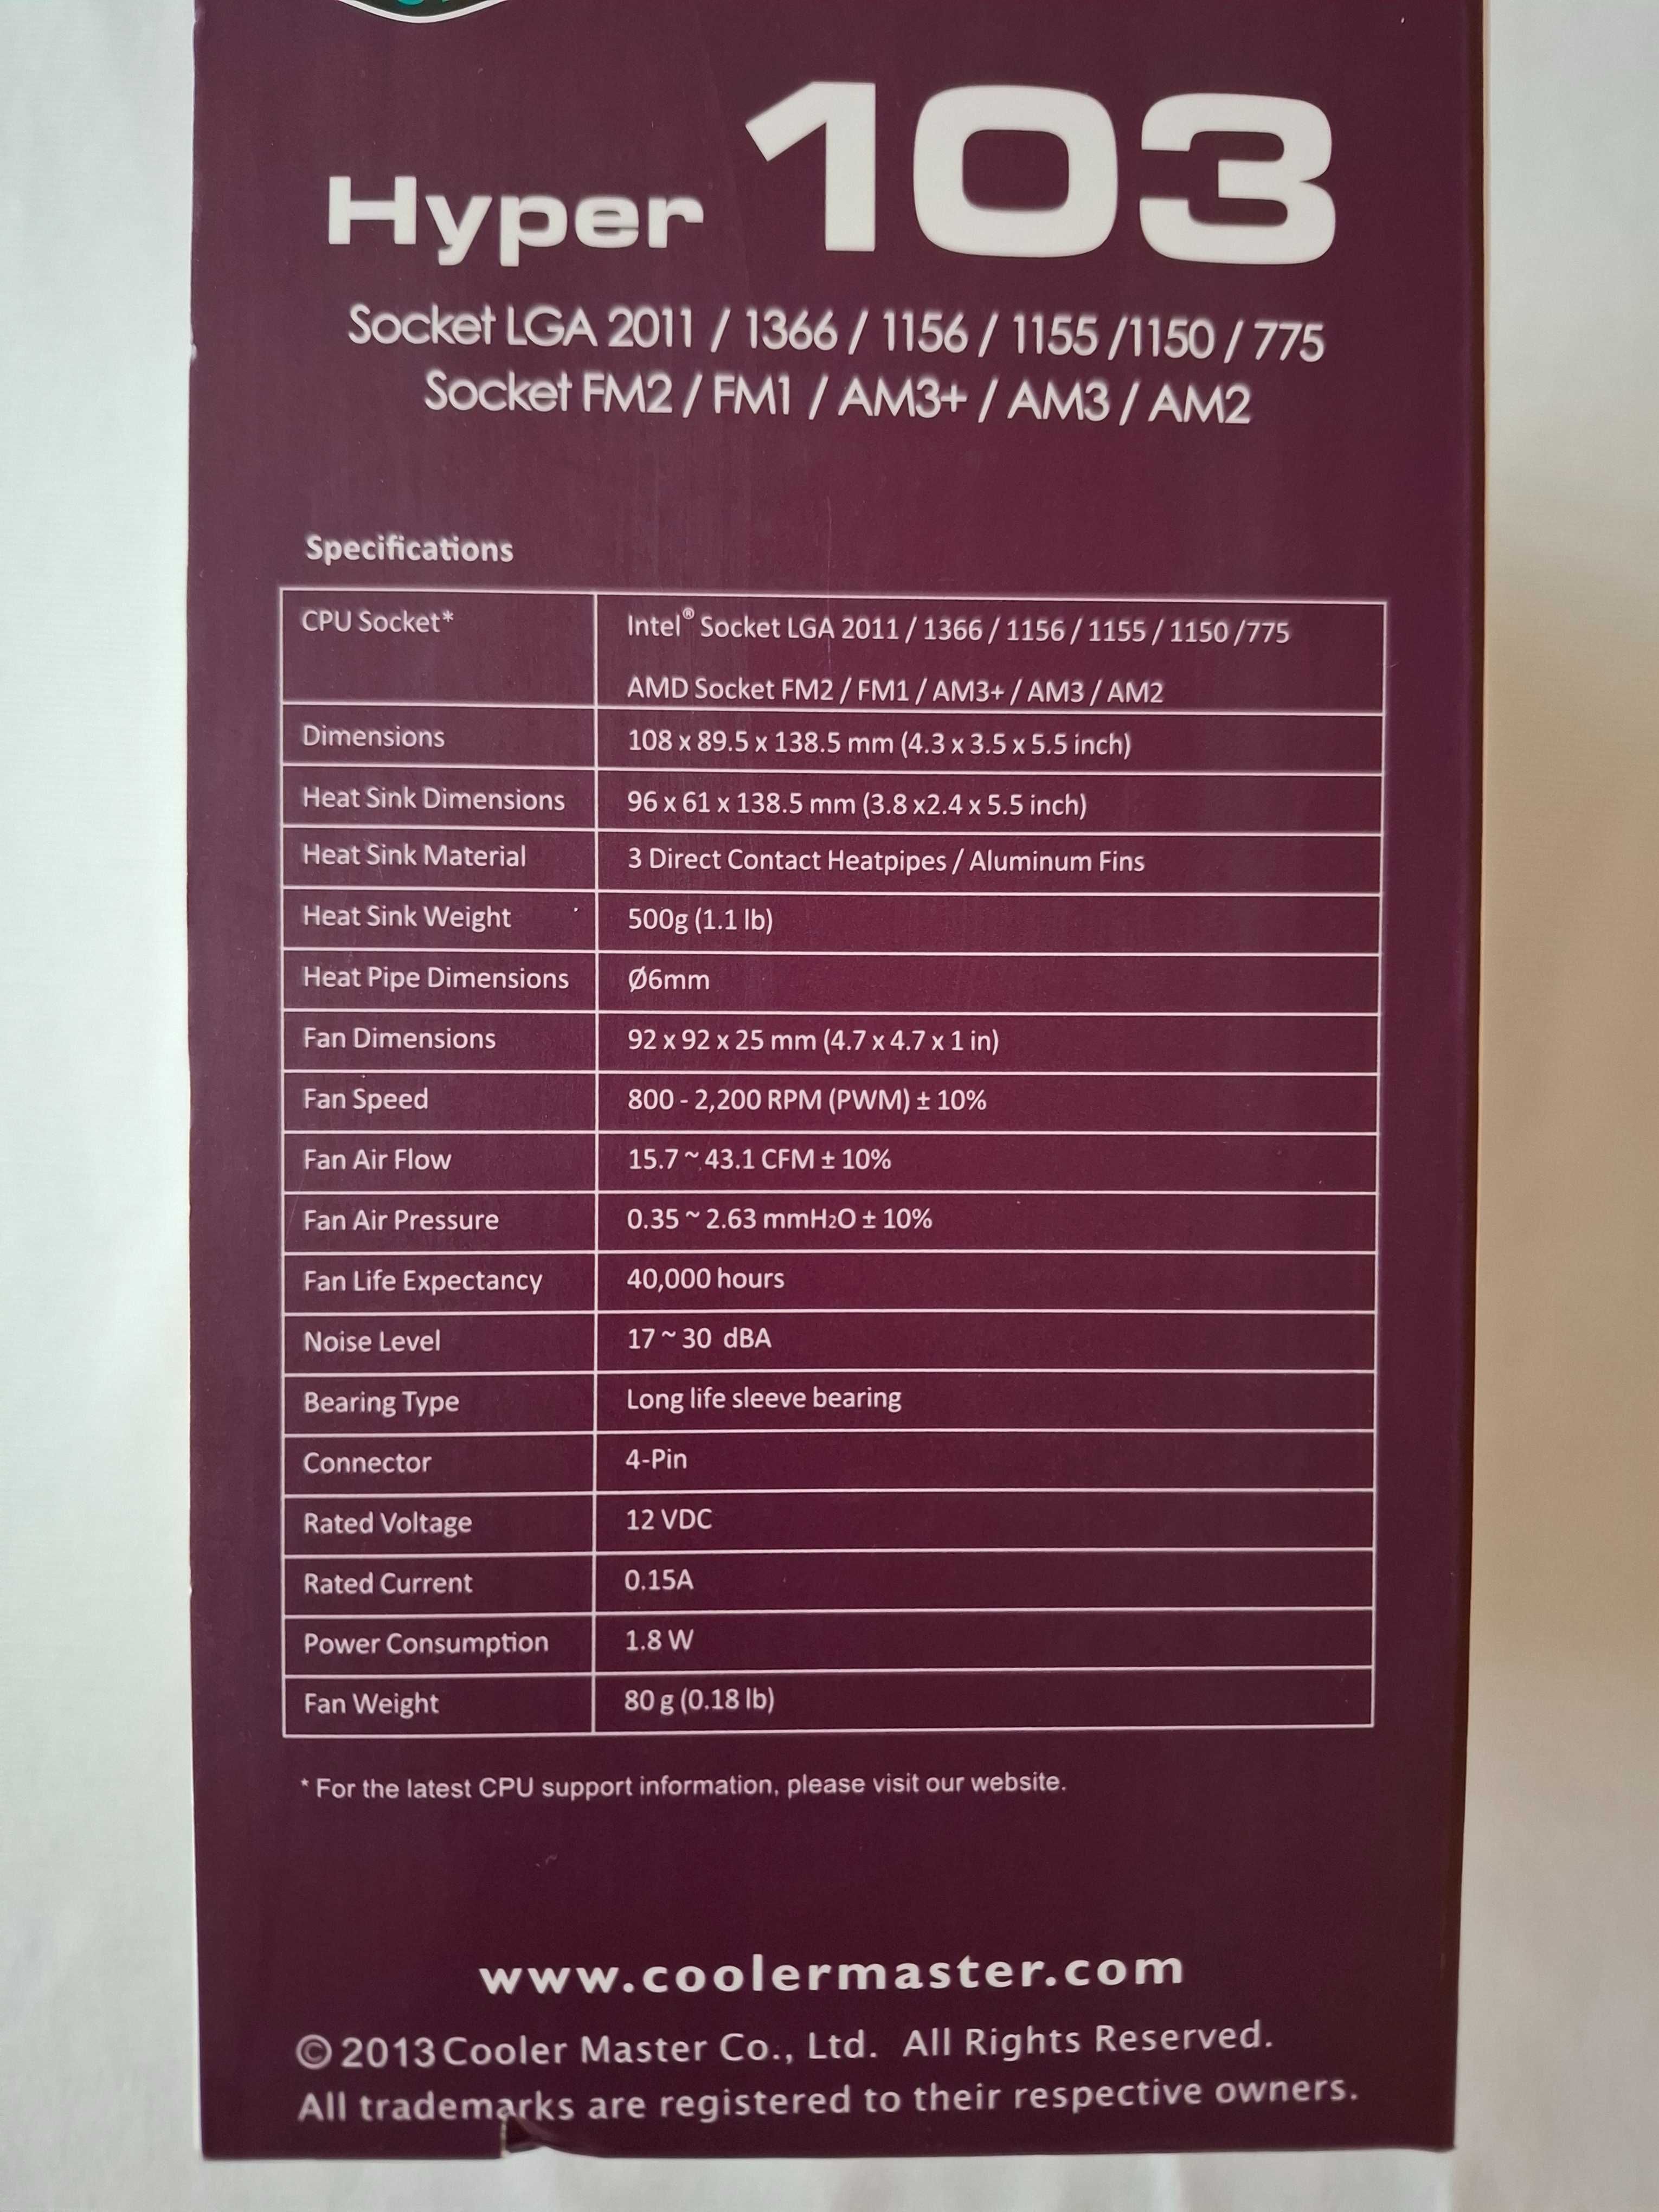 Hyper 103
Socket LGA 2011 / 1366 / 1156 / 1155 /1150 / 775
Socket FM2 / FM1 / AM3+ / AM3 / AM2
Specifications
CPU Socket* Intel® Socket LGA 2011 / 1366 / 1156 / 1155 / 1150 /775
AMD Socket FM2 / FM1 / AM3+ / AM3 / AM2
Dimensions 108 x 89.5 x 138.5 mm (4.3 x 3.5 x 5.5 inch)
Heat Sink Dimensions 96 x 61 x 138.5 mm (3.8 x2.4 x 5.5 inch)
Heat Sink Material 3 Direct Contact Heatpipes / Aluminum Fins
Heat Sink Weight 500g (1.1 lb)
Heat Pipe Dimensions Ø6mm
Fan Dimensions 92 x 92 x 25 mm (4.7 x 4.7 x 1 in)
Fan Speed 800 - 2,200 RPM (PWM) ± 10%
Fan Air Flow 15.7 ~ 43.1 CFM ± 10%
Fan Air Pressure 0.35 ~ 2.63 mmH₂O ± 10%
Fan Life Expectancy 40,000 hours
Noise Level 17 ~ 30 dBA
Bearing Type Long life sleeve bearing
Connector 4-Pin
Rated Voltage 12 VDC
Rated Current 0.15A
Power Consumption 1.8 W
Fan Weight 80 g (0.18 lb)
* For the latest CPU support information, please visit our website.
www.coolermaster.com
© 2013 Cooler Master Co., Ltd. All Rights Reserved.
All trademarks are registered to their respective owners.